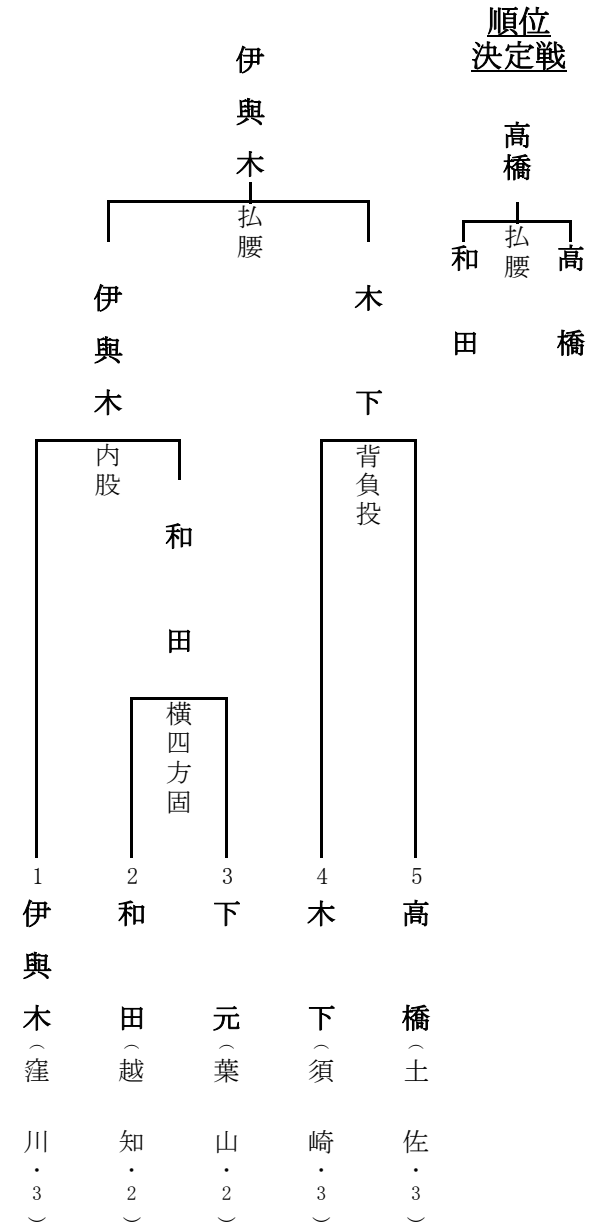 順位
決定戦
伊與木
払腰
高橋
払腰
和田
高橋
伊與木
内股
木下
背負投
和田
横四方固
1
伊與木（窪川・3）
2
和田（越知・2）
3
下元（葉山・2）
4
木下（須崎・3）
5
高橋（土佐・3）